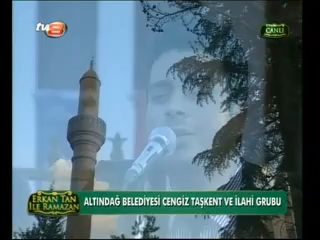 tv8
CANLI
ERKAN TAN
İLE RAMAZAN
ALTINDAĞ BELEDİYESİ CENGİZ TAŞKENT VE İLAHİ GRUBU